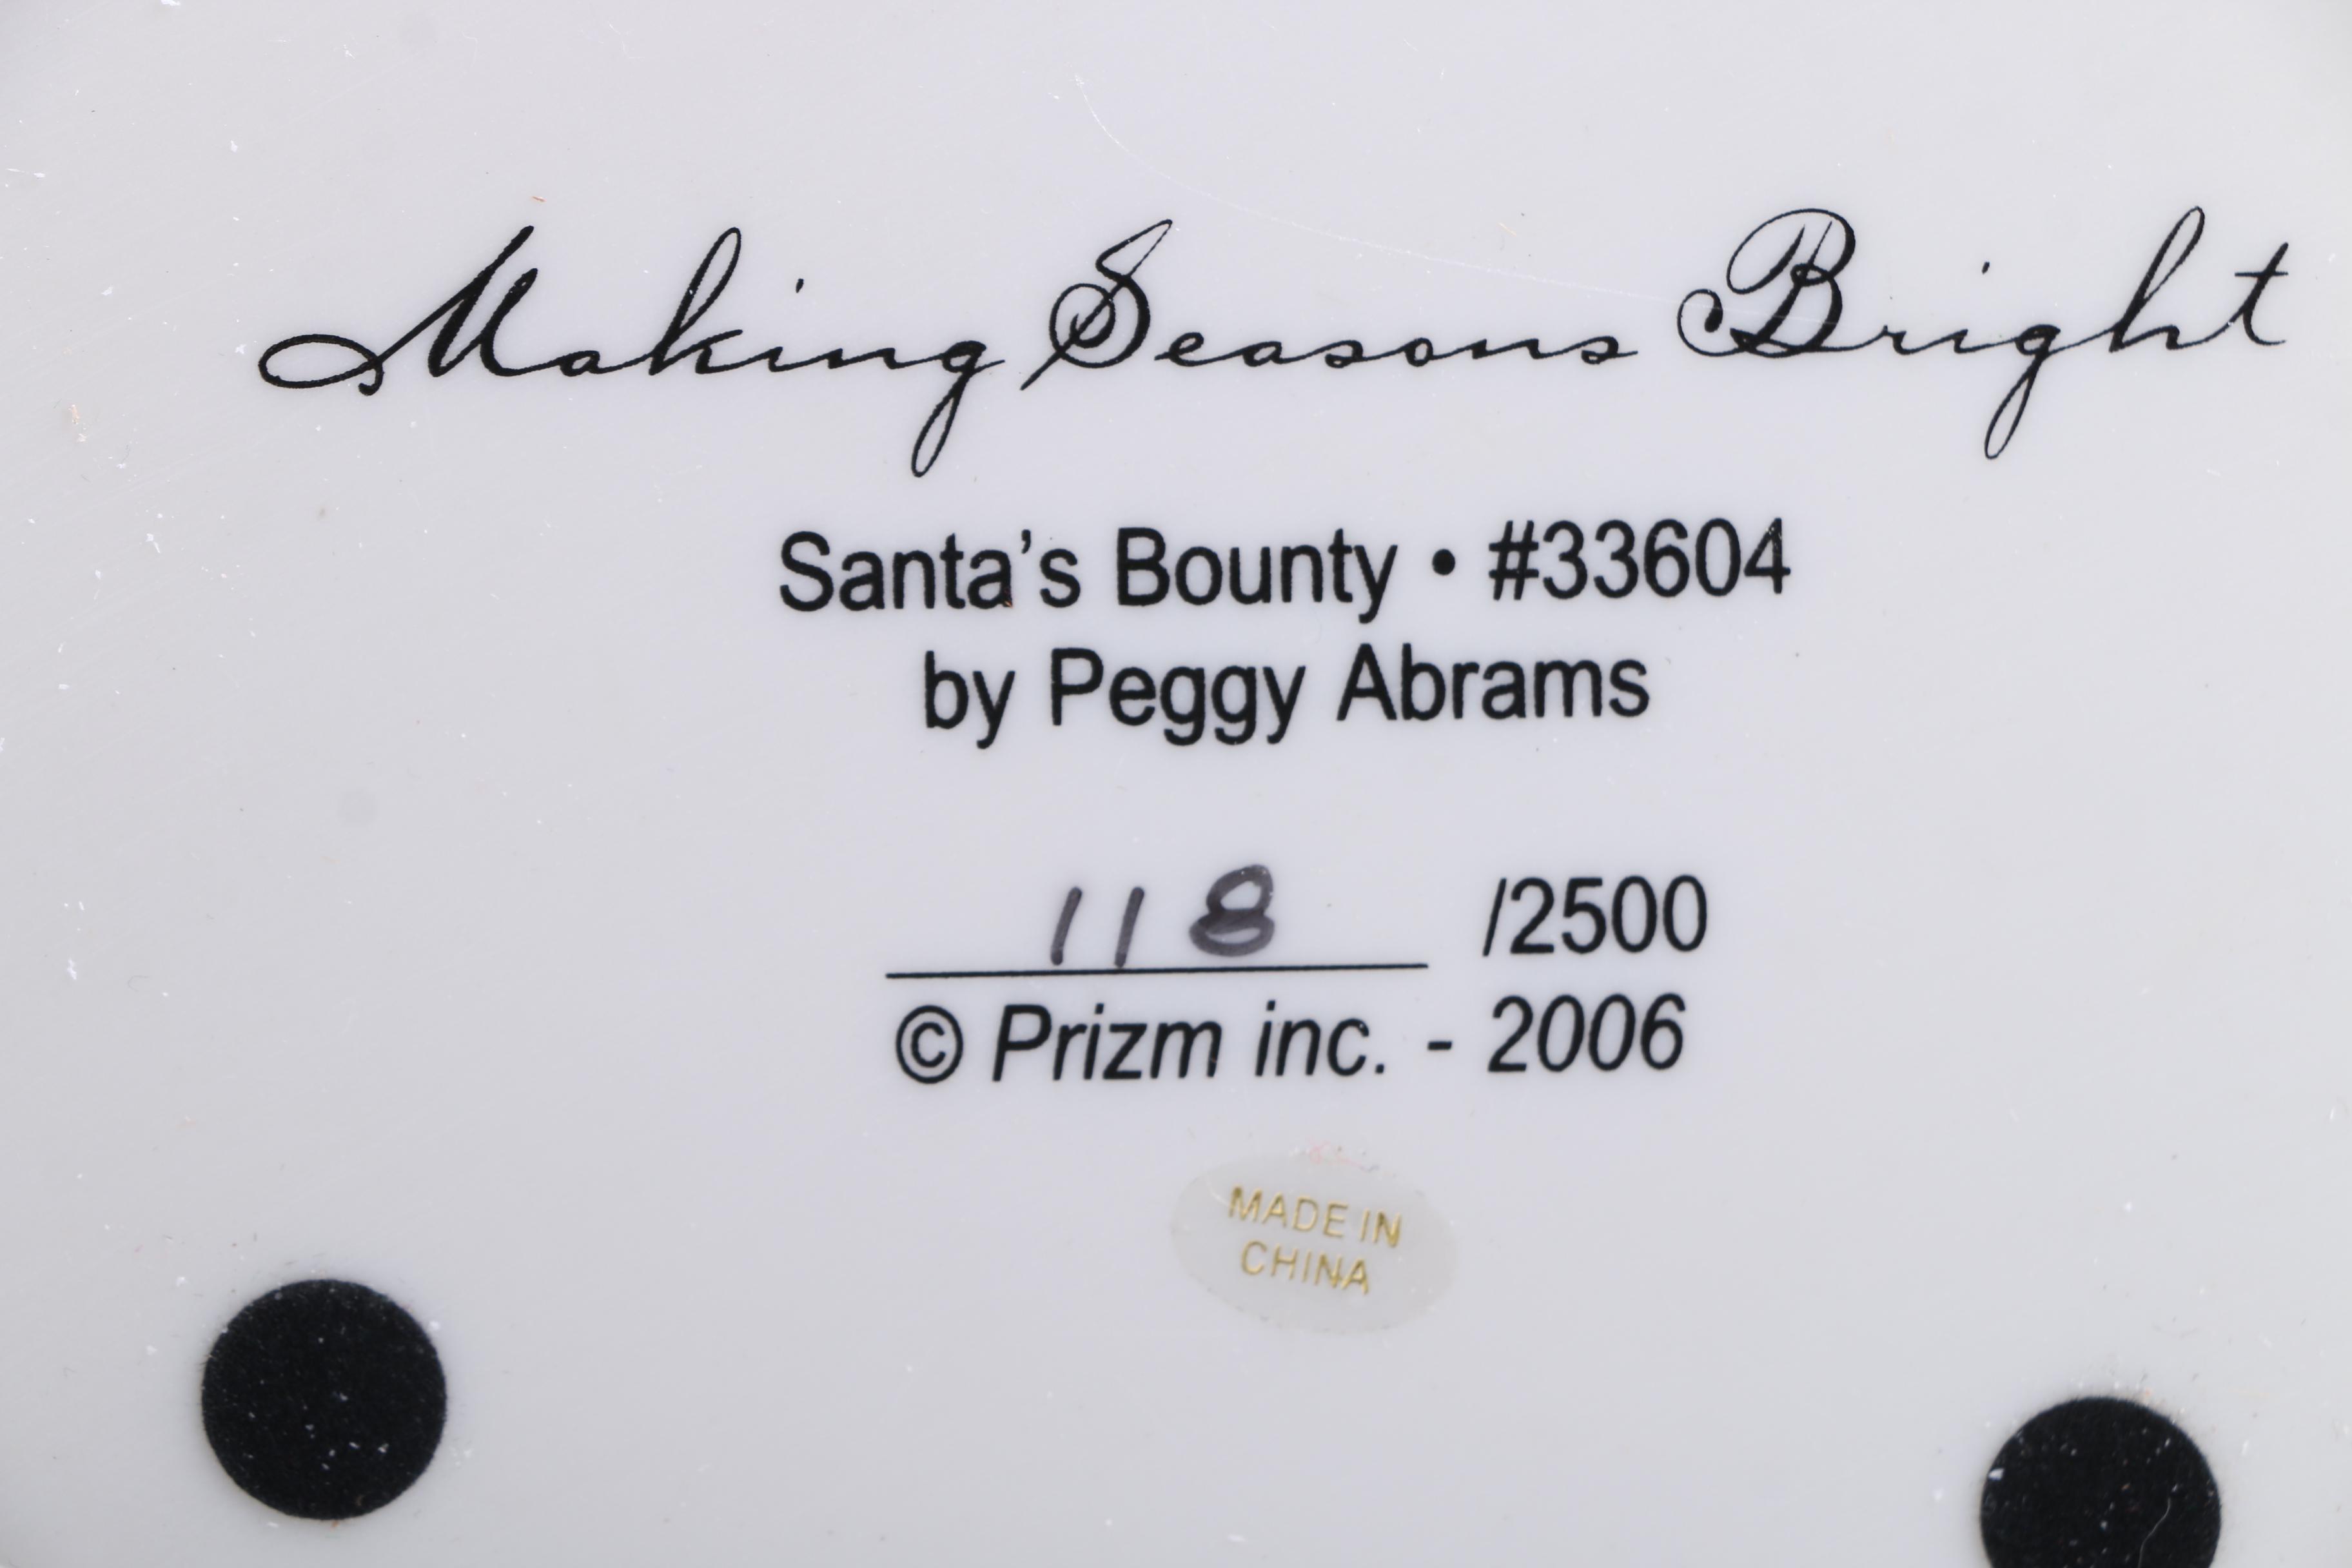 Making Seasons Bright
Santa's Bounty • #33604
by Peggy Abrams
118 /2500
© Prizm inc. - 2006
MADE IN
CHINA